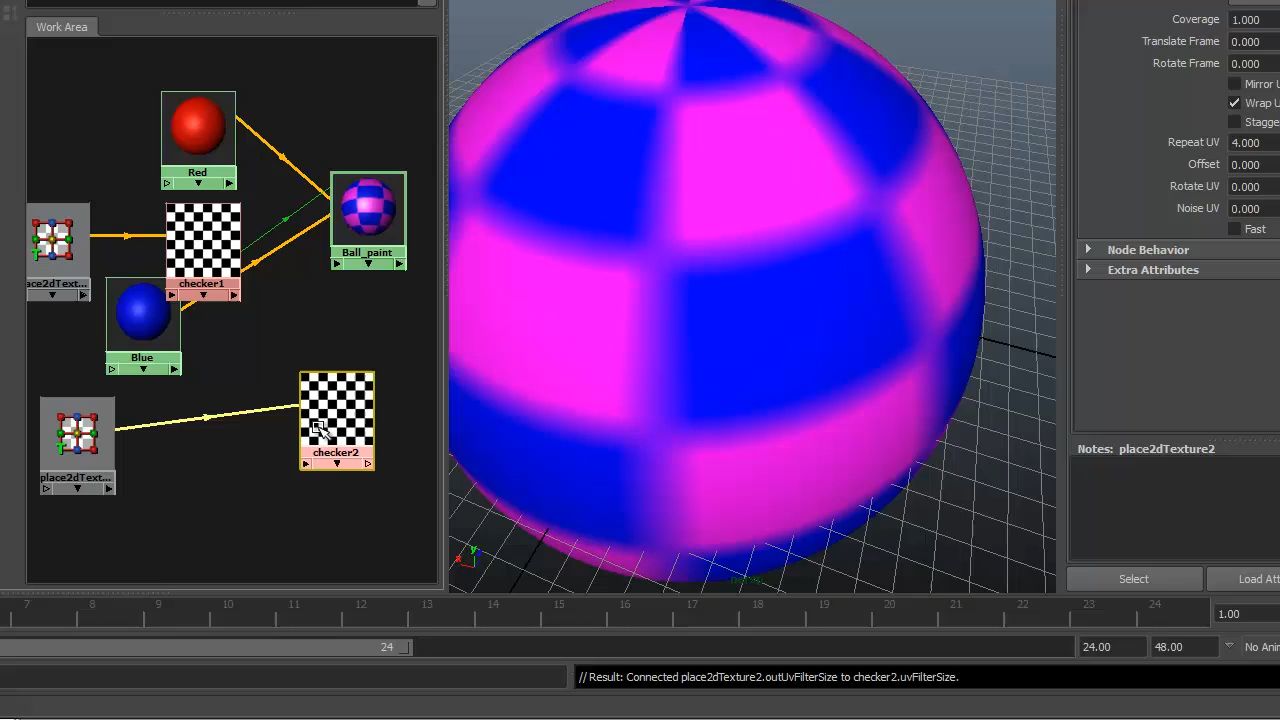 Work Area
Red
Ball_paint
ace2dText...
checker1
Blue
checker2
place2dText...
persp
y
Coverage 1.000
Translate Frame 0.000
Rotate Frame 0.000
Mirror U
Wrap U
Stagge
Repeat UV 4.000
Offset 0.000
Rotate UV 0.000
Noise UV 0.000
Fast
Node Behavior
Extra Attributes
Notes: place2dTexture2
Select Load Att
7 8 9 10 11 12 13 14 15 16 17 18 19 20 21 22 23 24 1.00
24 24.00 48.00 No Anim
// Result: Connected place2dTexture2.outUvFilterSize to checker2.uvFilterSize.